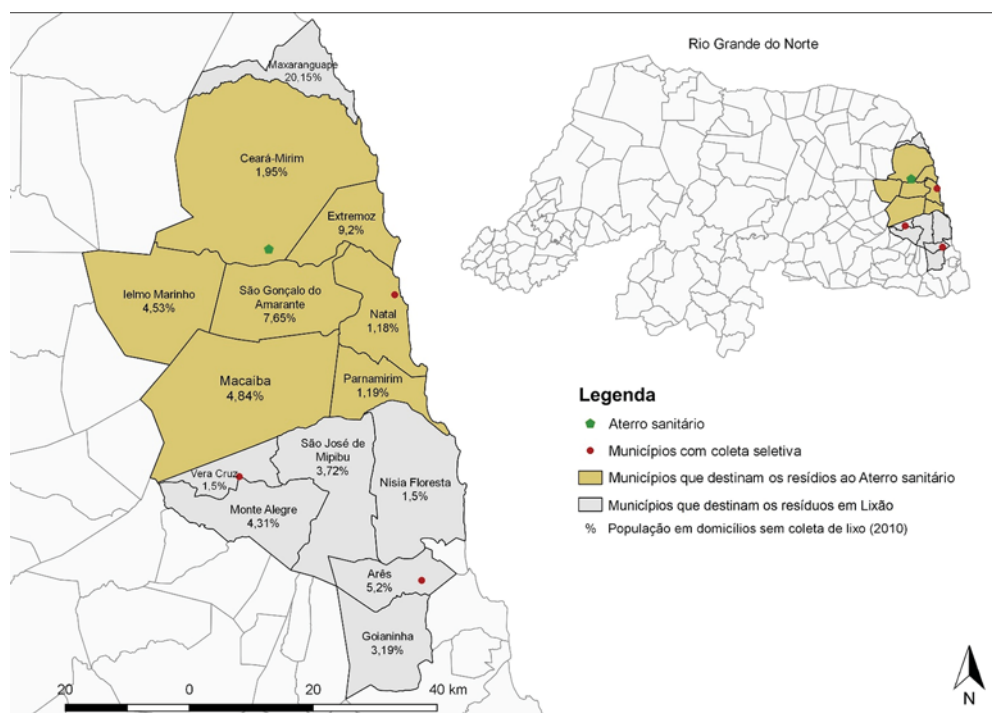 Rio Grande do Norte
Maxaranguape
20,15%
Ceará-Mirim
1,95%
Extremoz
9,2%
Ielmo Marinho
4,53%
São Gonçalo do
Amarante
7,65%
Natal
1,18%
Macaíba
4,84%
Parnamirim
1,19%
São José de
Mipibu
3,72%
Vera Cruz
1,5%
Nísia Floresta
1,5%
Monte Alegre
4,31%
Arês
5,2%
Goianinha
3,19%
Legenda
Aterro sanitário
Municípios com coleta seletiva
Municípios que destinam os resídios ao Aterro sanitário
Municípios que destinam os resíduos em Lixão
% População em domicílios sem coleta de lixo (2010)
20 0 20 40 km
N